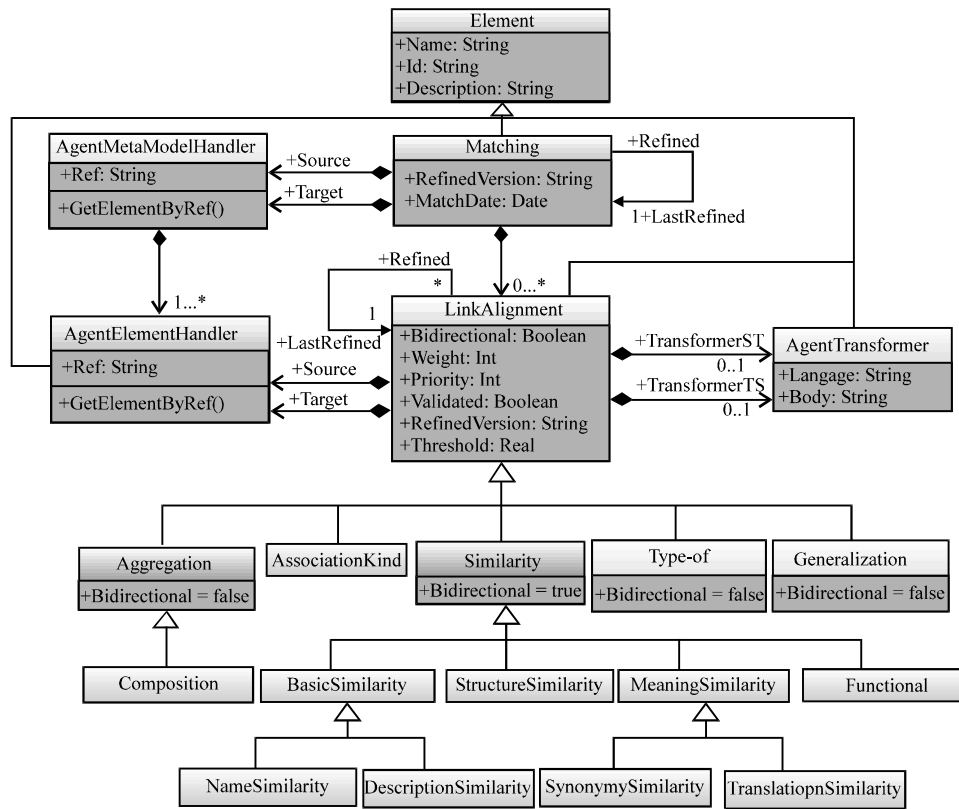 Element
+Name: String
+Id: String
+Description: String
AgentMetaModelHandler
+Ref: String
+GetElementByRef()
+Source
+Target
Matching
+RefinedVersion: String
+MatchDate: Date
+Refined
1+LastRefined
1...*
+Refined
*
1
+LastRefined
0...*
AgentElementHandler
+Ref: String
+GetElementByRef()
+Source
+Target
LinkAlignment
+Bidirectional: Boolean
+Weight: Int
+Priority: Int
+Validated: Boolean
+RefinedVersion: String
+Threshold: Real
+TransformerST
0..1
+TransformerTS
0..1
AgentTransformer
+Langage: String
+Body: String
Aggregation
+Bidirectional = false
AssociationKind
Similarity
+Bidirectional = true
Type-of
+Bidirectional = false
Generalization
+Bidirectional = false
Composition
BasicSimilarity
StructureSimilarity
MeaningSimilarity
Functional
NameSimilarity
DescriptionSimilarity
SynonymySimilarity
TranslatiopnSimilarity